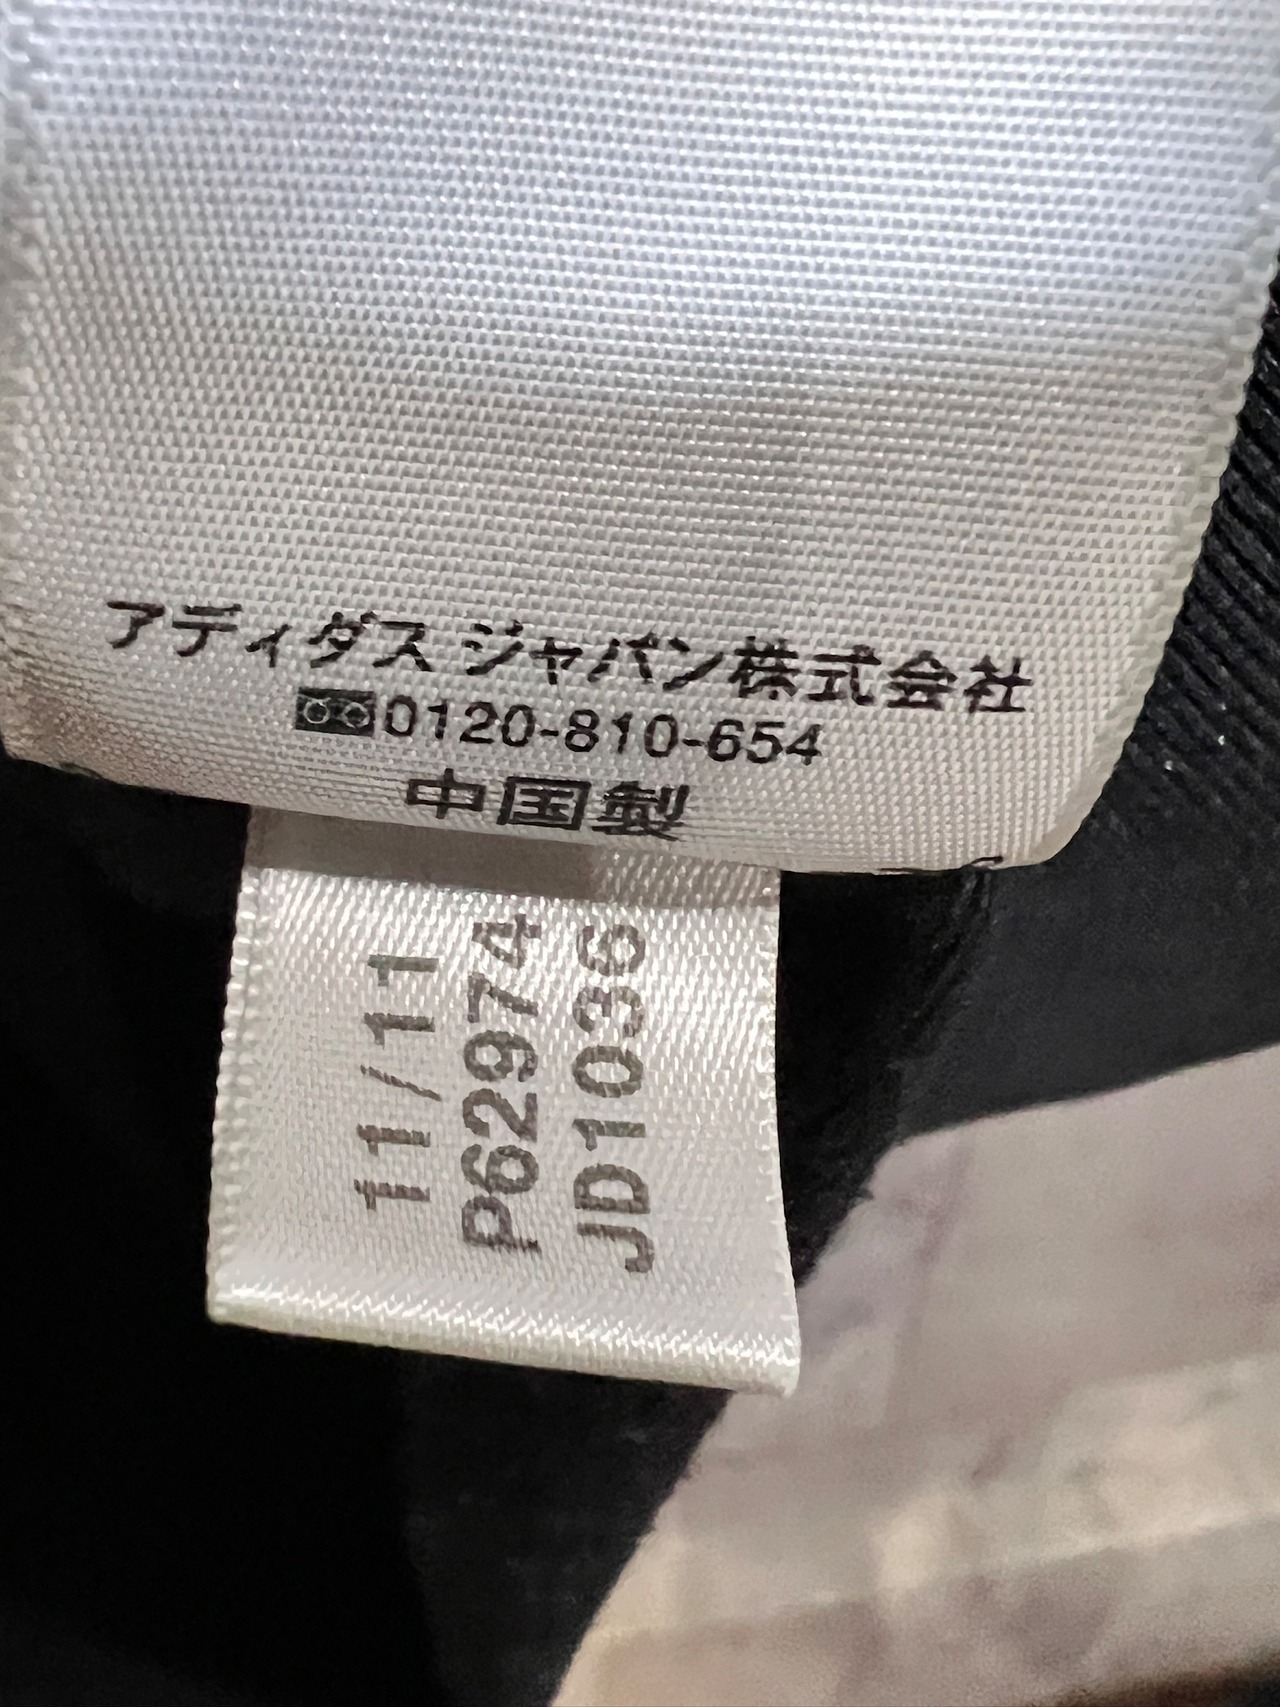 アディダス ジャパン株式会社
0120-810-654
中国製
11/11
P62974
JD1036